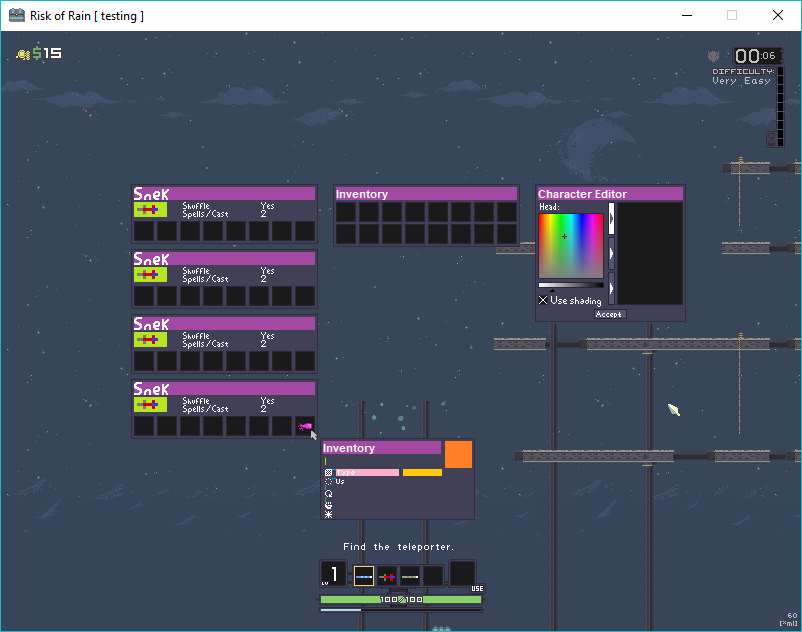 Risk of Rain [ testing ]
$15
00:06
DIFFICULTY:
Very Easy
Snek
Shuffle Yes
Spells/Cast 2
Inventory
Character Editor
Head:
Use shading
Accept
Snek
Shuffle Yes
Spells/Cast 2
Snek
Shuffle Yes
Spells/Cast 2
Snek
Shuffle Yes
Spells/Cast 2
Inventory
Us
Find the teleporter.
1
LV
USE
100/100
60